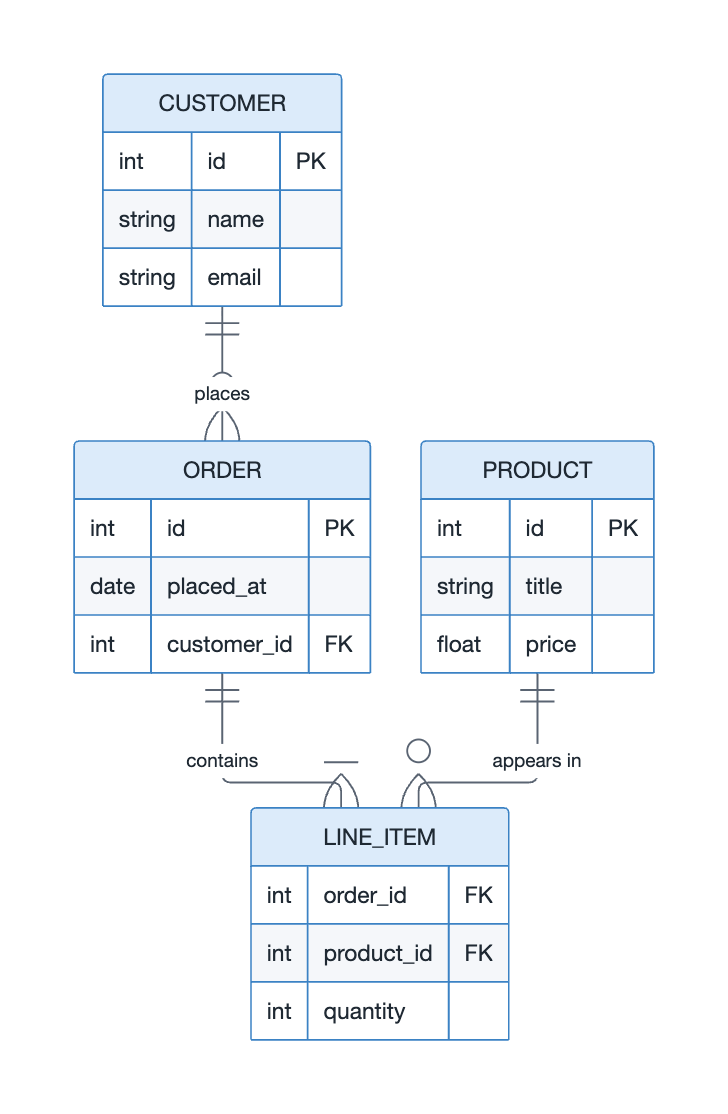 CUSTOMER
int id PK
string name
string email
places
ORDER
int id PK
date placed_at
int customer_id FK
PRODUCT
int id PK
string title
float price
contains
appears in
LINE_ITEM
int order_id FK
int product_id FK
int quantity